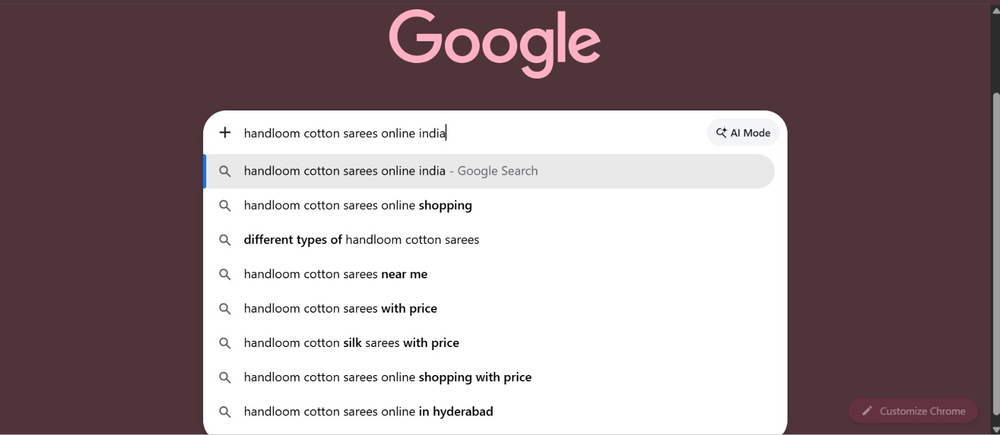 Google
handloom cotton sarees online india
AI Mode
handloom cotton sarees online india - Google Search
handloom cotton sarees online shopping
different types of handloom cotton sarees
handloom cotton sarees near me
handloom cotton sarees with price
handloom cotton silk sarees with price
handloom cotton sarees online shopping with price
handloom cotton sarees online in hyderabad
Customize Chrome